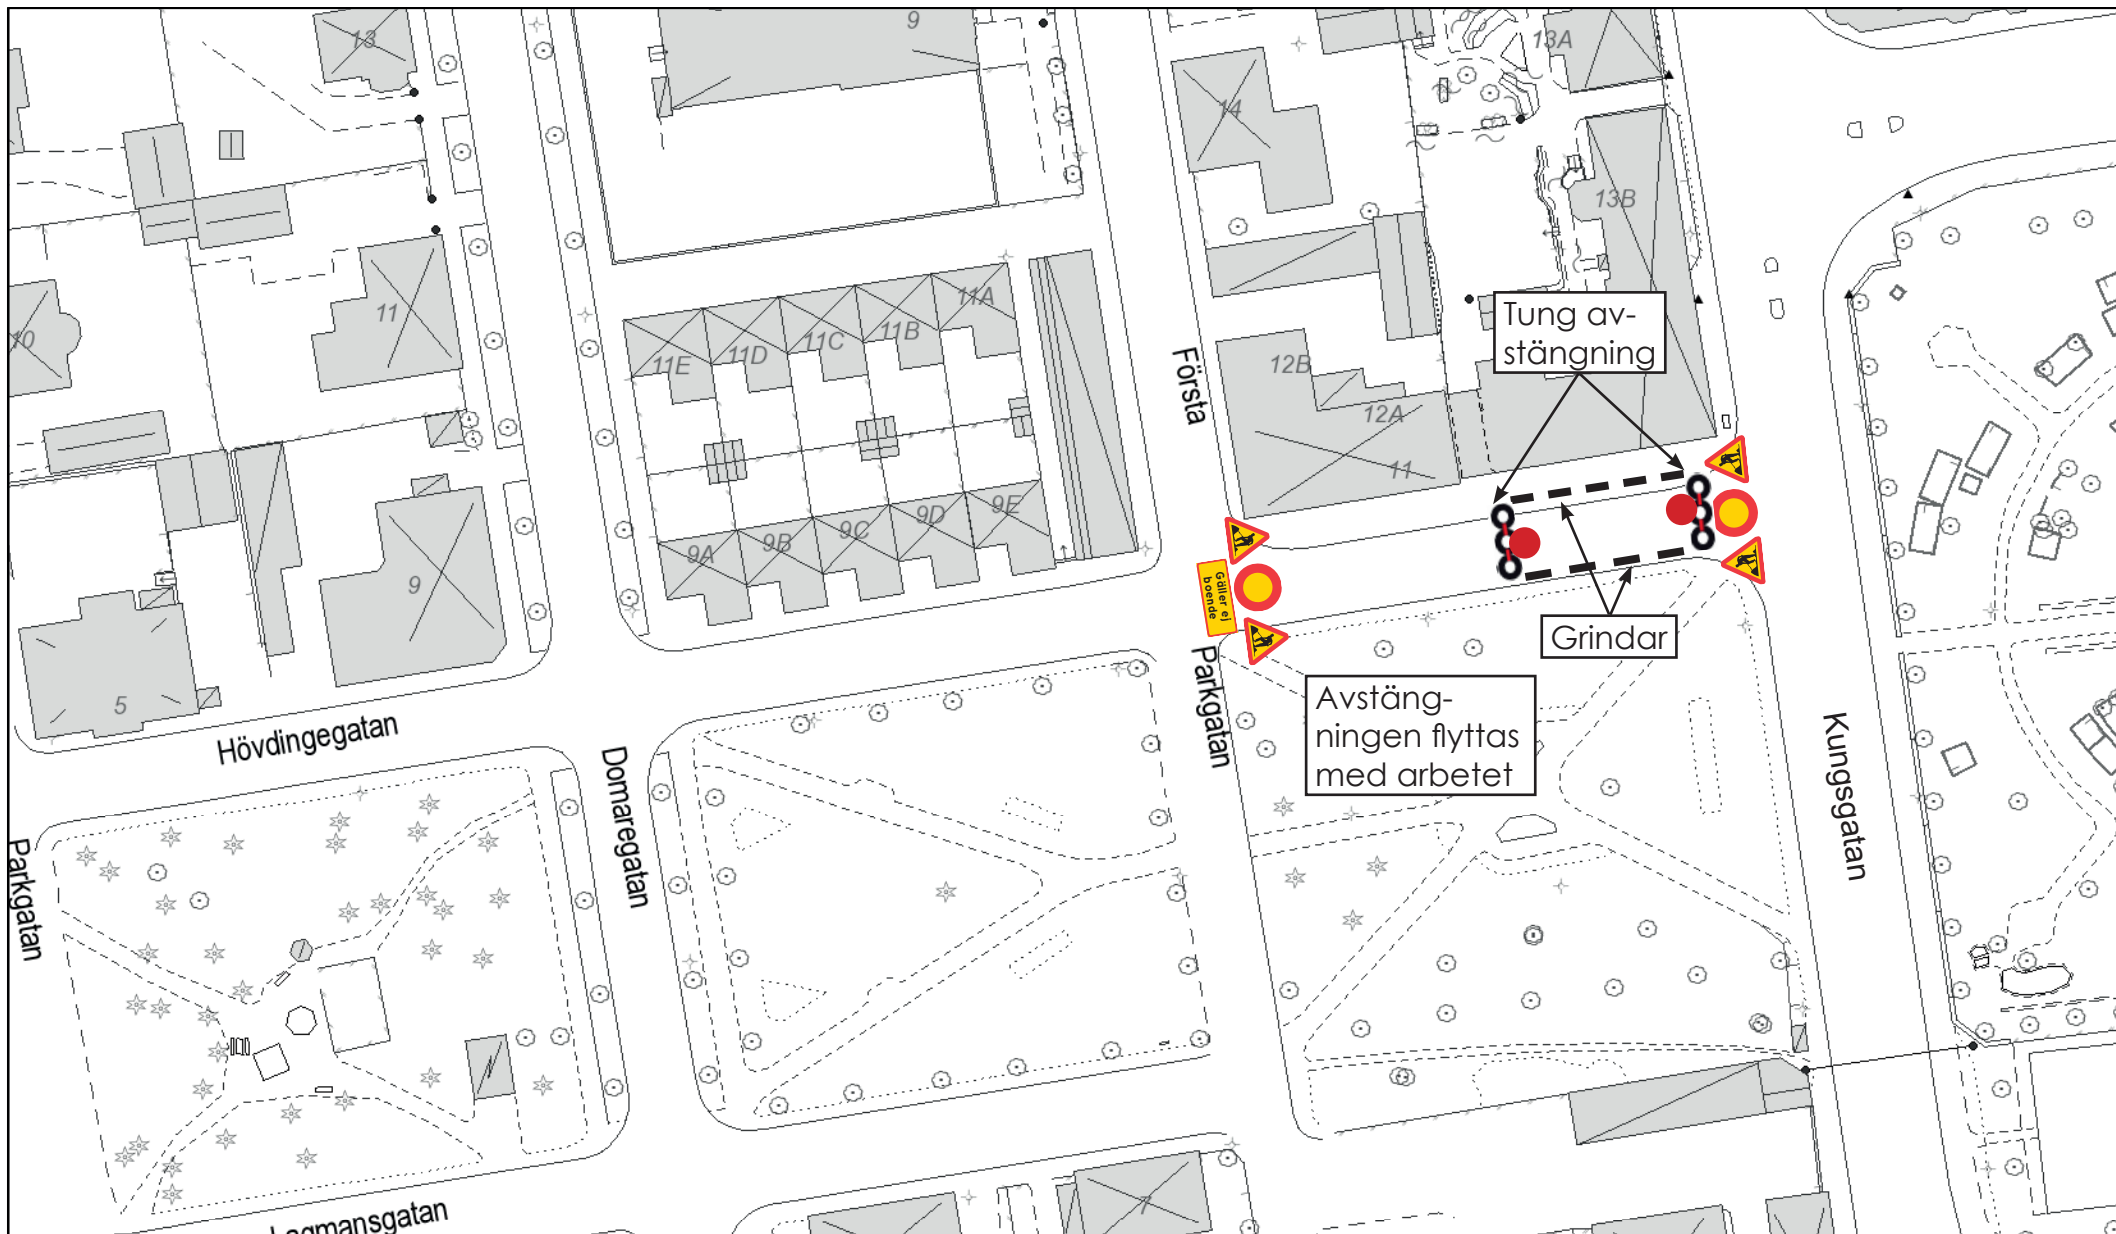 13
9
13A
14
13B
10
11
11E
11D
11C
11B
11A
Första
12B
12A
11
Tung av-
stängning
9A
9B
9C
9D
9E
9
5
Gäller ej
boende
Grindar
Avstäng-
ningen flyttas
med arbetet
Hövdingegatan
Domaregatan
Parkgatan
Kungsgatan
Parkgatan
Lagmansgatan
7